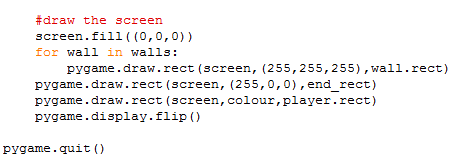 #draw the screen
screen.fill((0,0,0))
for wall in walls:
pygame.draw.rect(screen,(255,255,255),wall.rect)
pygame.draw.rect(screen,(255,0,0),end_rect)
pygame.draw.rect(screen,colour,player.rect)
pygame.display.flip()
pygame.quit()